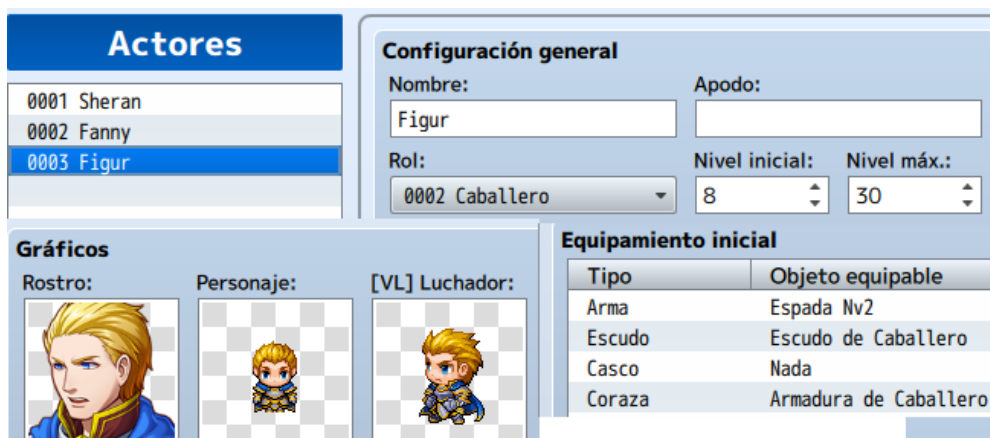 Actores
0001 Sheran
0002 Fanny
0003 Figur
Configuración general
Nombre: Apodo:
Figur
Rol: Nivel inicial: Nivel máx.:
0002 Caballero 8 30
Gráficos
Rostro: Personaje: [VL] Luchador:
Equipamiento inicial
Tipo Objeto equipable
Arma Espada Nv2
Escudo Escudo de Caballero
Casco Nada
Coraza Armadura de Caballero